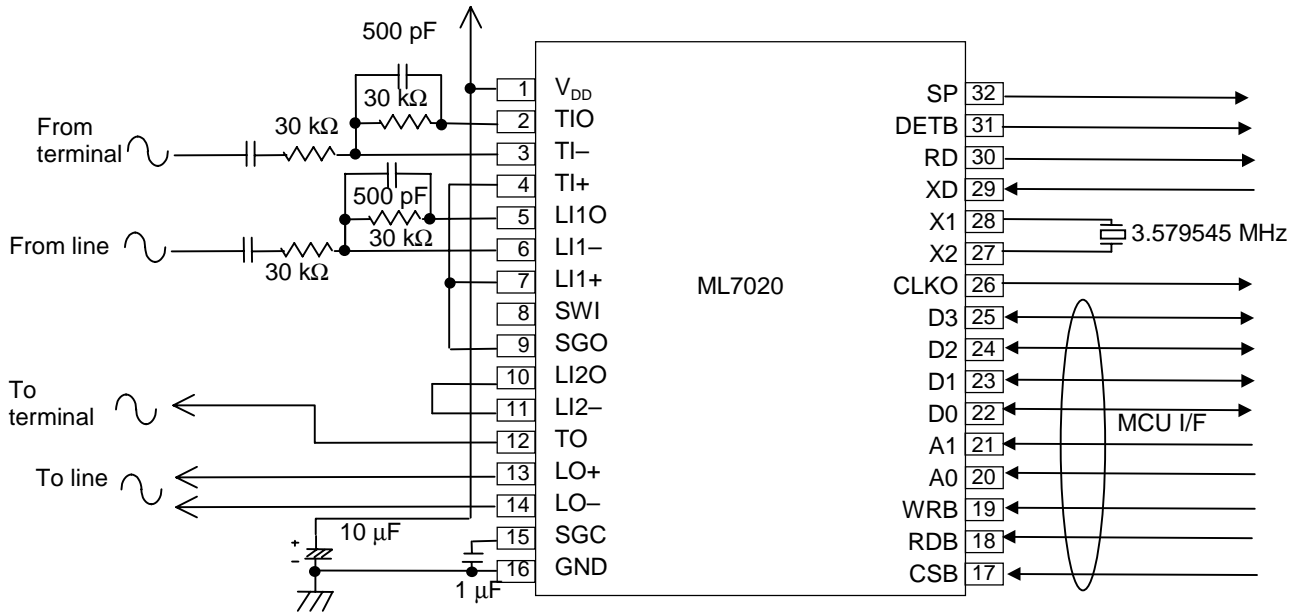 500 pF
30 kΩ
30 kΩ
From
terminal
500 pF
30 kΩ
From line
30 kΩ
To
terminal
To line
+
-
10 µF
1 µF
1 VDD
2 TIO
3 TI–
4 TI+
5 LI1O
6 LI1–
7 LI1+
8 SWI
9 SGO
10 LI2O
11 LI2–
12 TO
13 LO+
14 LO–
15 SGC
16 GND
ML7020
SP 32
DETB 31
RD 30
XD 29
X1 28
X2 27
CLKO 26
D3 25
D2 24
D1 23
D0 22
A1 21
A0 20
WRB 19
RDB 18
CSB 17
3.579545 MHz
MCU I/F